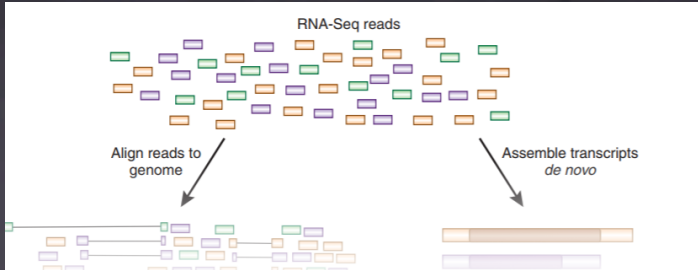 RNA-Seq reads
Align reads to
genome
Assemble transcripts
de novo